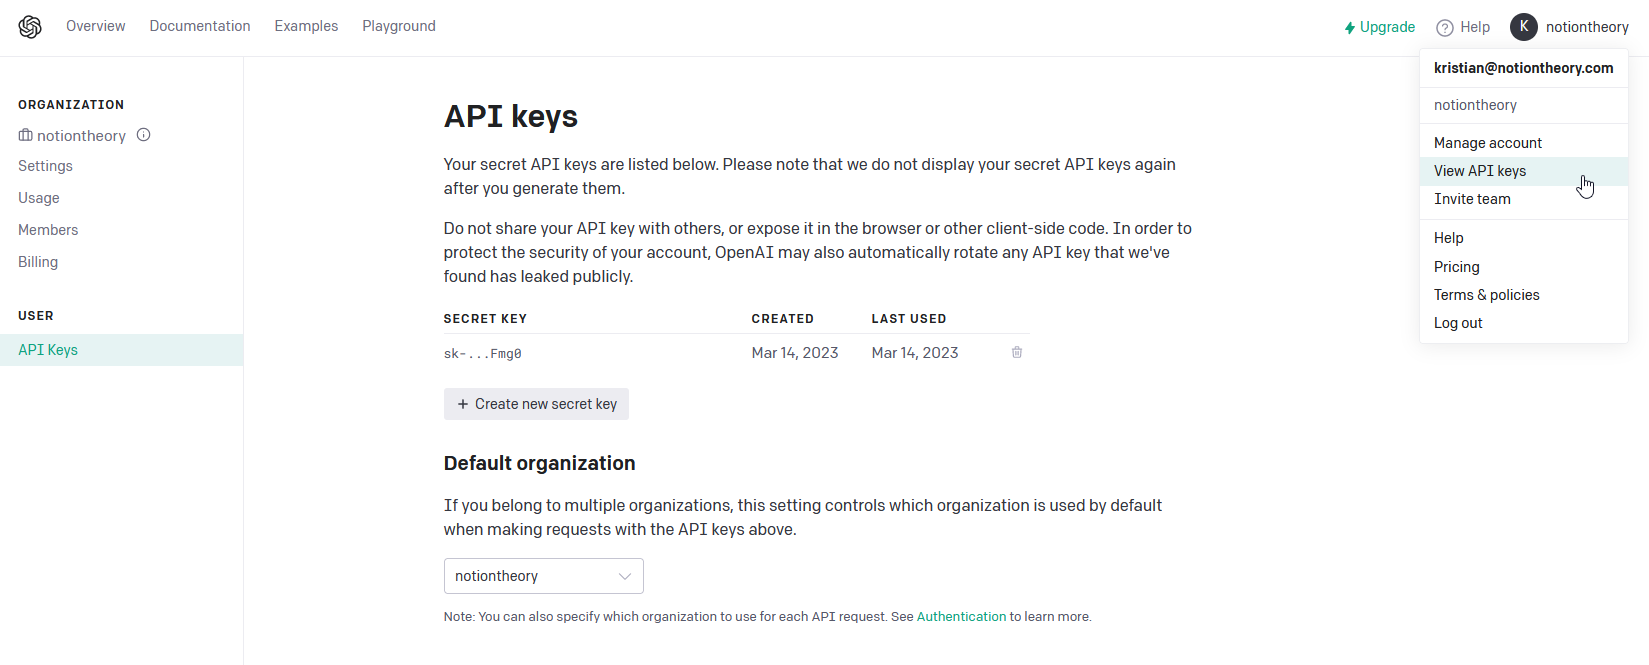 Overview Documentation Examples Playground
Upgrade Help K notiontheory
kristian@notiontheory.com
notiontheory
Manage account
View API keys
Invite team
Help
Pricing
Terms & policies
Log out
ORGANIZATION
notiontheory
Settings
Usage
Members
Billing
USER
API Keys
API keys
Your secret API keys are listed below. Please note that we do not display your secret API keys again
after you generate them.
Do not share your API key with others, or expose it in the browser or other client-side code. In order to
protect the security of your account, OpenAI may also automatically rotate any API key that we've
found has leaked publicly.
SECRET KEY CREATED LAST USED
sk-...Fmg0 Mar 14, 2023 Mar 14, 2023
+ Create new secret key
Default organization
If you belong to multiple organizations, this setting controls which organization is used by default
when making requests with the API keys above.
notiontheory
Note: You can also specify which organization to use for each API request. See Authentication to learn more.